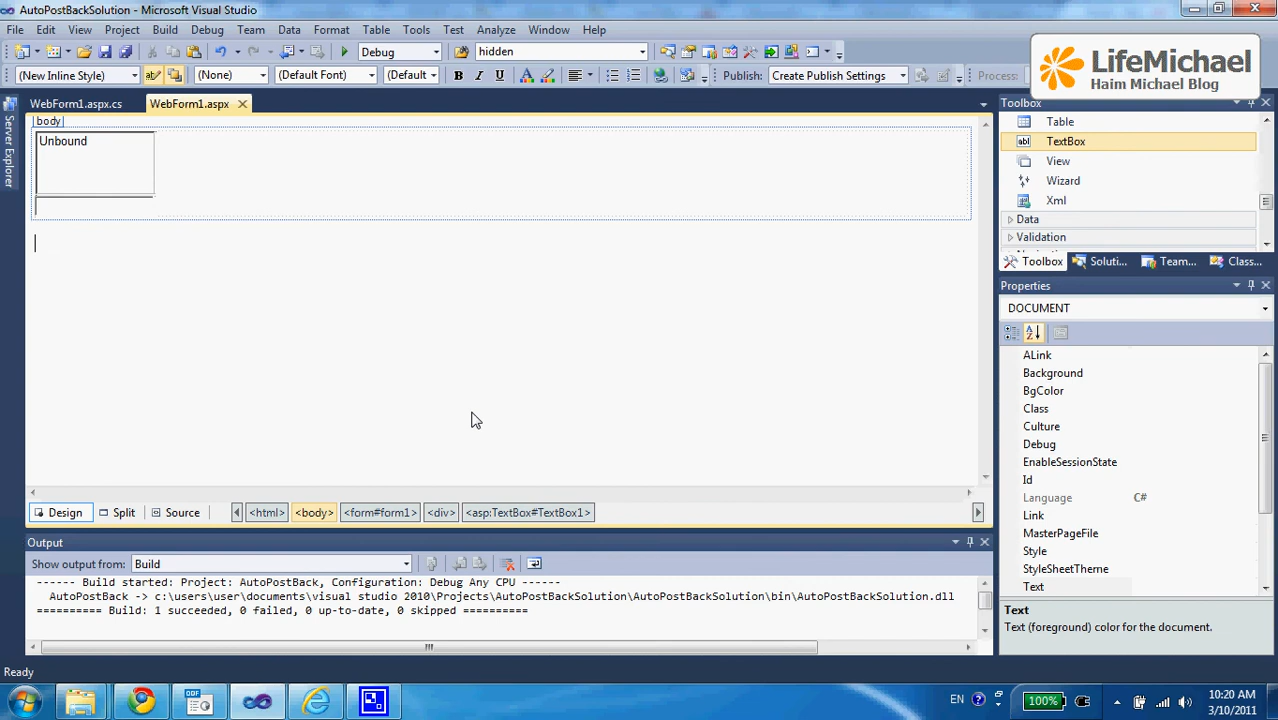 AutoPostBackSolution - Microsoft Visual Studio
File Edit View Project Build Debug Team Data Format Table Tools Test Analyze Window Help
Debug hidden
(New Inline Style) (None) (Default Font) (Default B I U A Publish: Create Publish Settings Process:
LifeMichael
Haim Michael Blog
Server Explorer
WebForm1.aspx.cs WebForm1.aspx
body
Unbound
Toolbox
Table
abl TextBox
View
Wizard
Xml
Data
Validation
Toolbox Soluti... Team... Class...
Properties
DOCUMENT
ALink
Background
BgColor
Class
Culture
Debug
EnableSessionState
Id
Language C#
Link
MasterPageFile
Style
StyleSheetTheme
Text
Text
Text (foreground) color for the document.
Design Split Source <html> <body> <form#form1> <div> <asp:TextBox#TextBox1>
Output
Show output from: Build
------ Build started: Project: AutoPostBack, Configuration: Debug Any CPU ------
AutoPostBack -> c:\users\user\documents\visual studio 2010\Projects\AutoPostBackSolution\AutoPostBackSolution\bin\AutoPostBackSolution.dll
========== Build: 1 succeeded, 0 failed, 0 up-to-date, 0 skipped ==========
Ready
ODF EN 100% 10:20 AM
3/10/2011